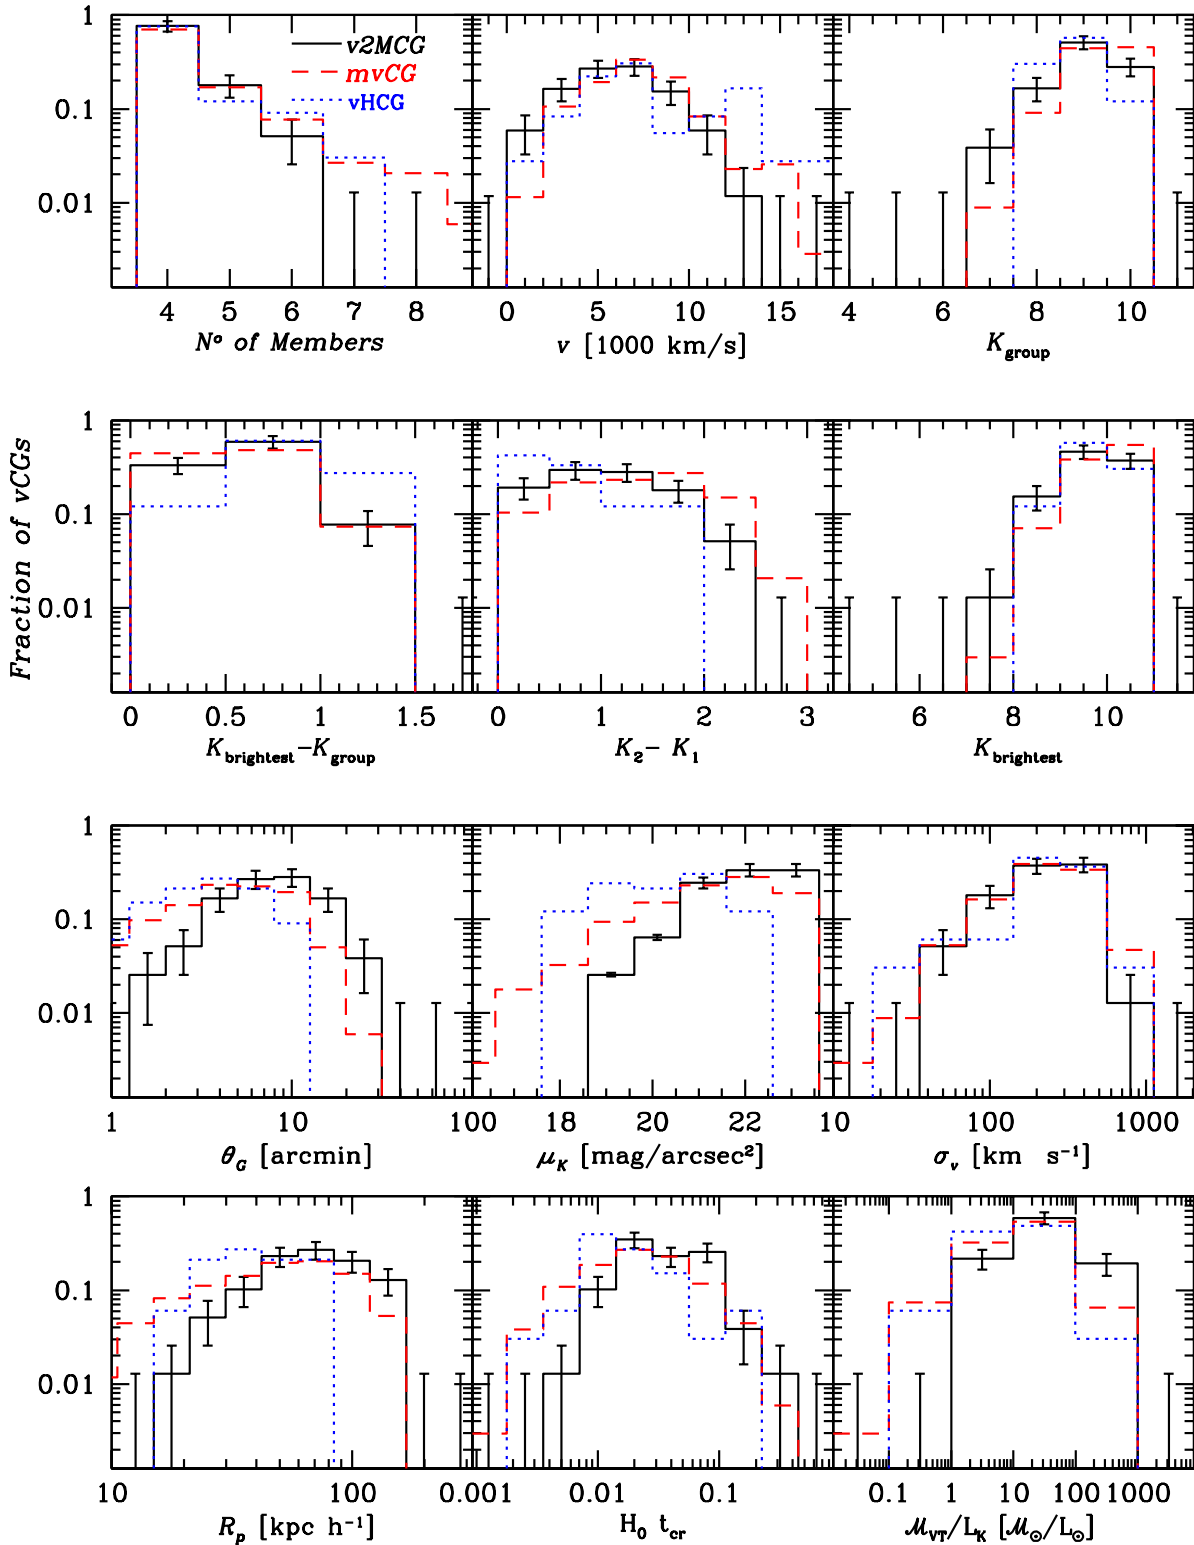 1
0.1
0.01
v2MCG
mvCG
vHCG
4 5 6 7 8
0 5 10 15
4 6 8 10
Nº of Members
v [1000 km/s]
K_group
Fraction of vCGs
1
0.1
0.01
0 0.5 1 1.5
0 1 2 3
6 8 10
K_brightest−K_group
K_2− K_1
K_brightest
1
0.1
0.01
1 10 100
18 20 22
10 100 1000
θ_G [arcmin]
μ_K [mag/arcsec²]
σ_v [km s⁻¹]
1
0.1
0.01
10 100
0.001 0.01 0.1
0.1 1 10 100 1000
R_p [kpc h⁻¹]
H_0 t_cr
ℳ_VT/L_K [ℳ_⊙/L_⊙]